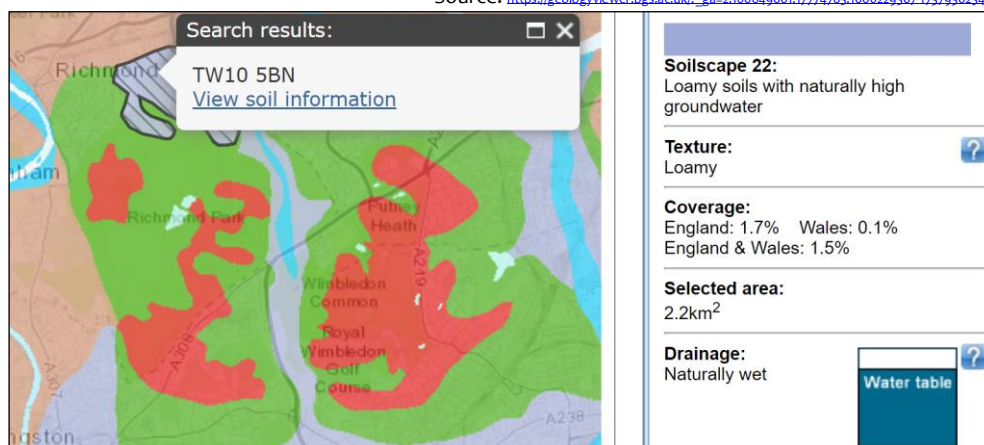 Search results:
TW10 5BN
View soil information
Richmond
Richmond Park
Putney
Heath
A219
Wimbledon
Common
Royal
Wimbledon
Golf
Course
A308
A307
A238
Soilscape 22:
Loamy soils with naturally high
groundwater
Texture:
Loamy
?
Coverage:
England: 1.7% Wales: 0.1%
England & Wales: 1.5%
Selected area:
2.2km²
Drainage:
Naturally wet
?
Water table